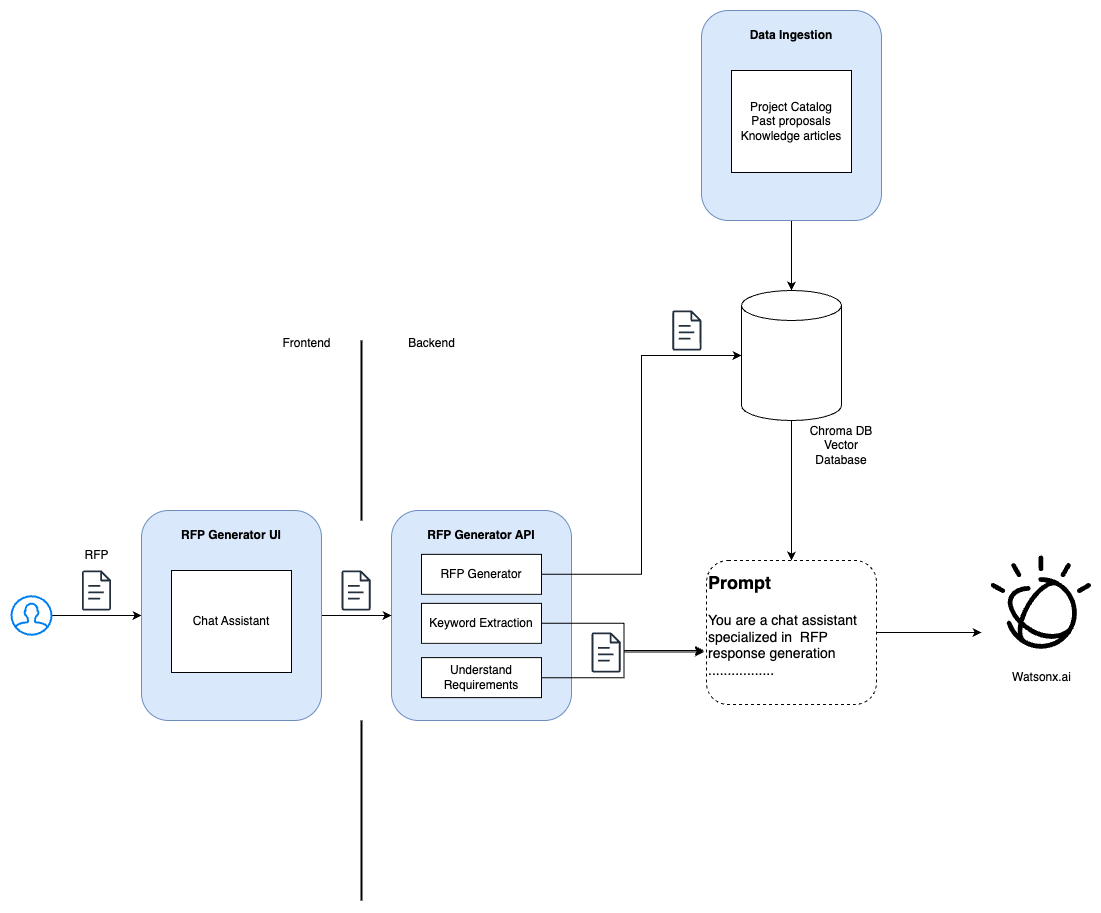 Data Ingestion
Project Catalog
Past proposals
Knowledge articles
Frontend
Backend
Chroma DB
Vector
Database
RFP
RFP Generator UI
Chat Assistant
RFP Generator API
RFP Generator
Keyword Extraction
Understand
Requirements
Prompt
You are a chat assistant
specialized in  RFP
response generation
................
Watsonx.ai